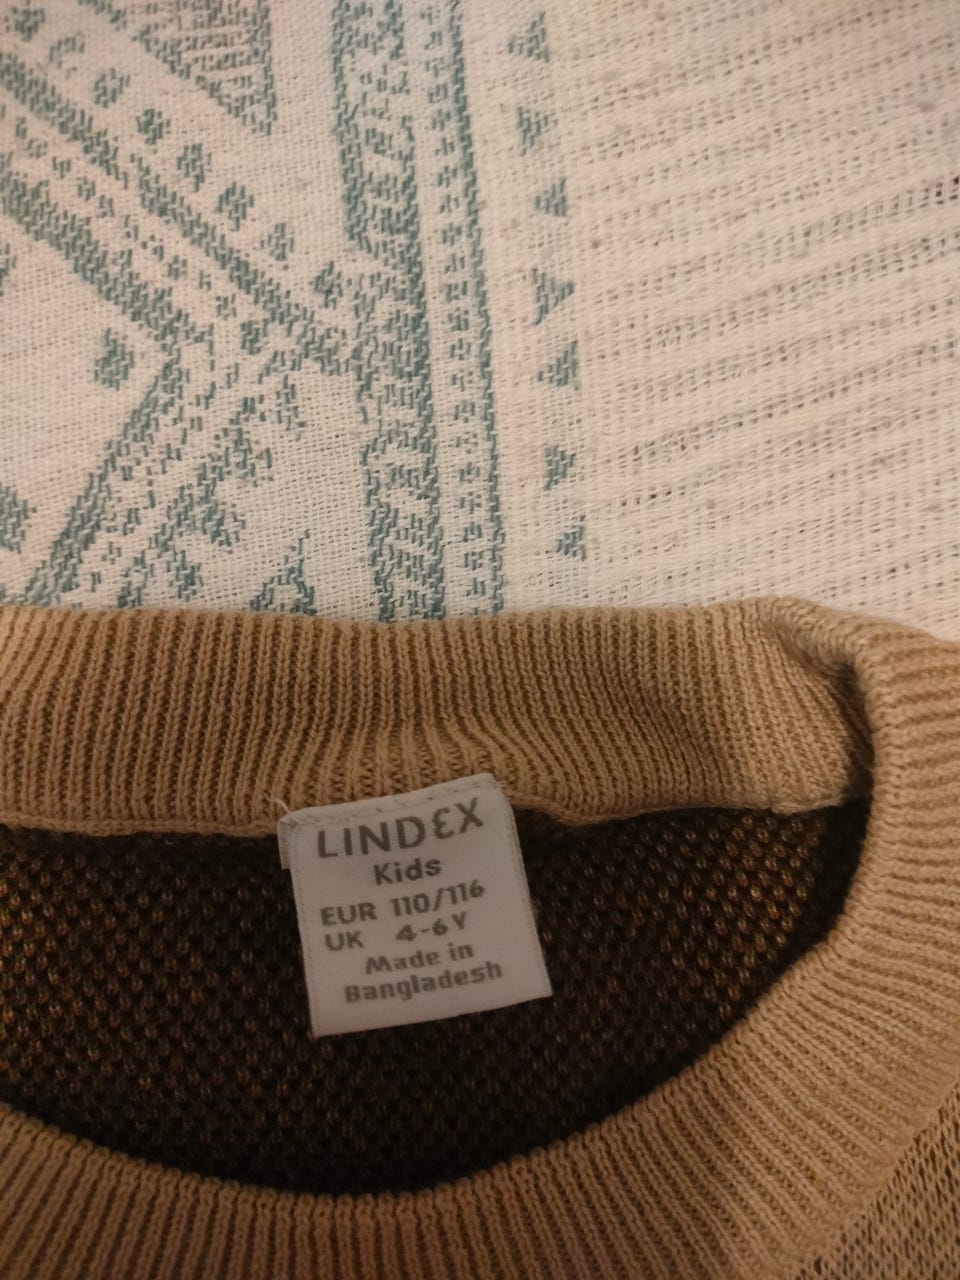 LINDEX
Kids
EUR 110/116
UK 4-6Y
Made in
Bangladesh